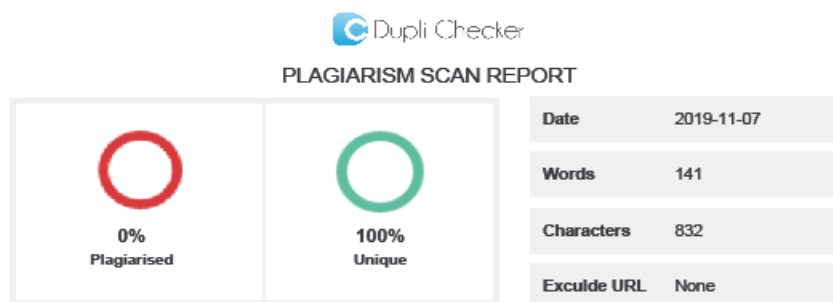 Dupli Checker
PLAGIARISM SCAN REPORT
0%
Plagiarised
100%
Unique
Date 2019-11-07
Words 141
Characters 832
Exculde URL None